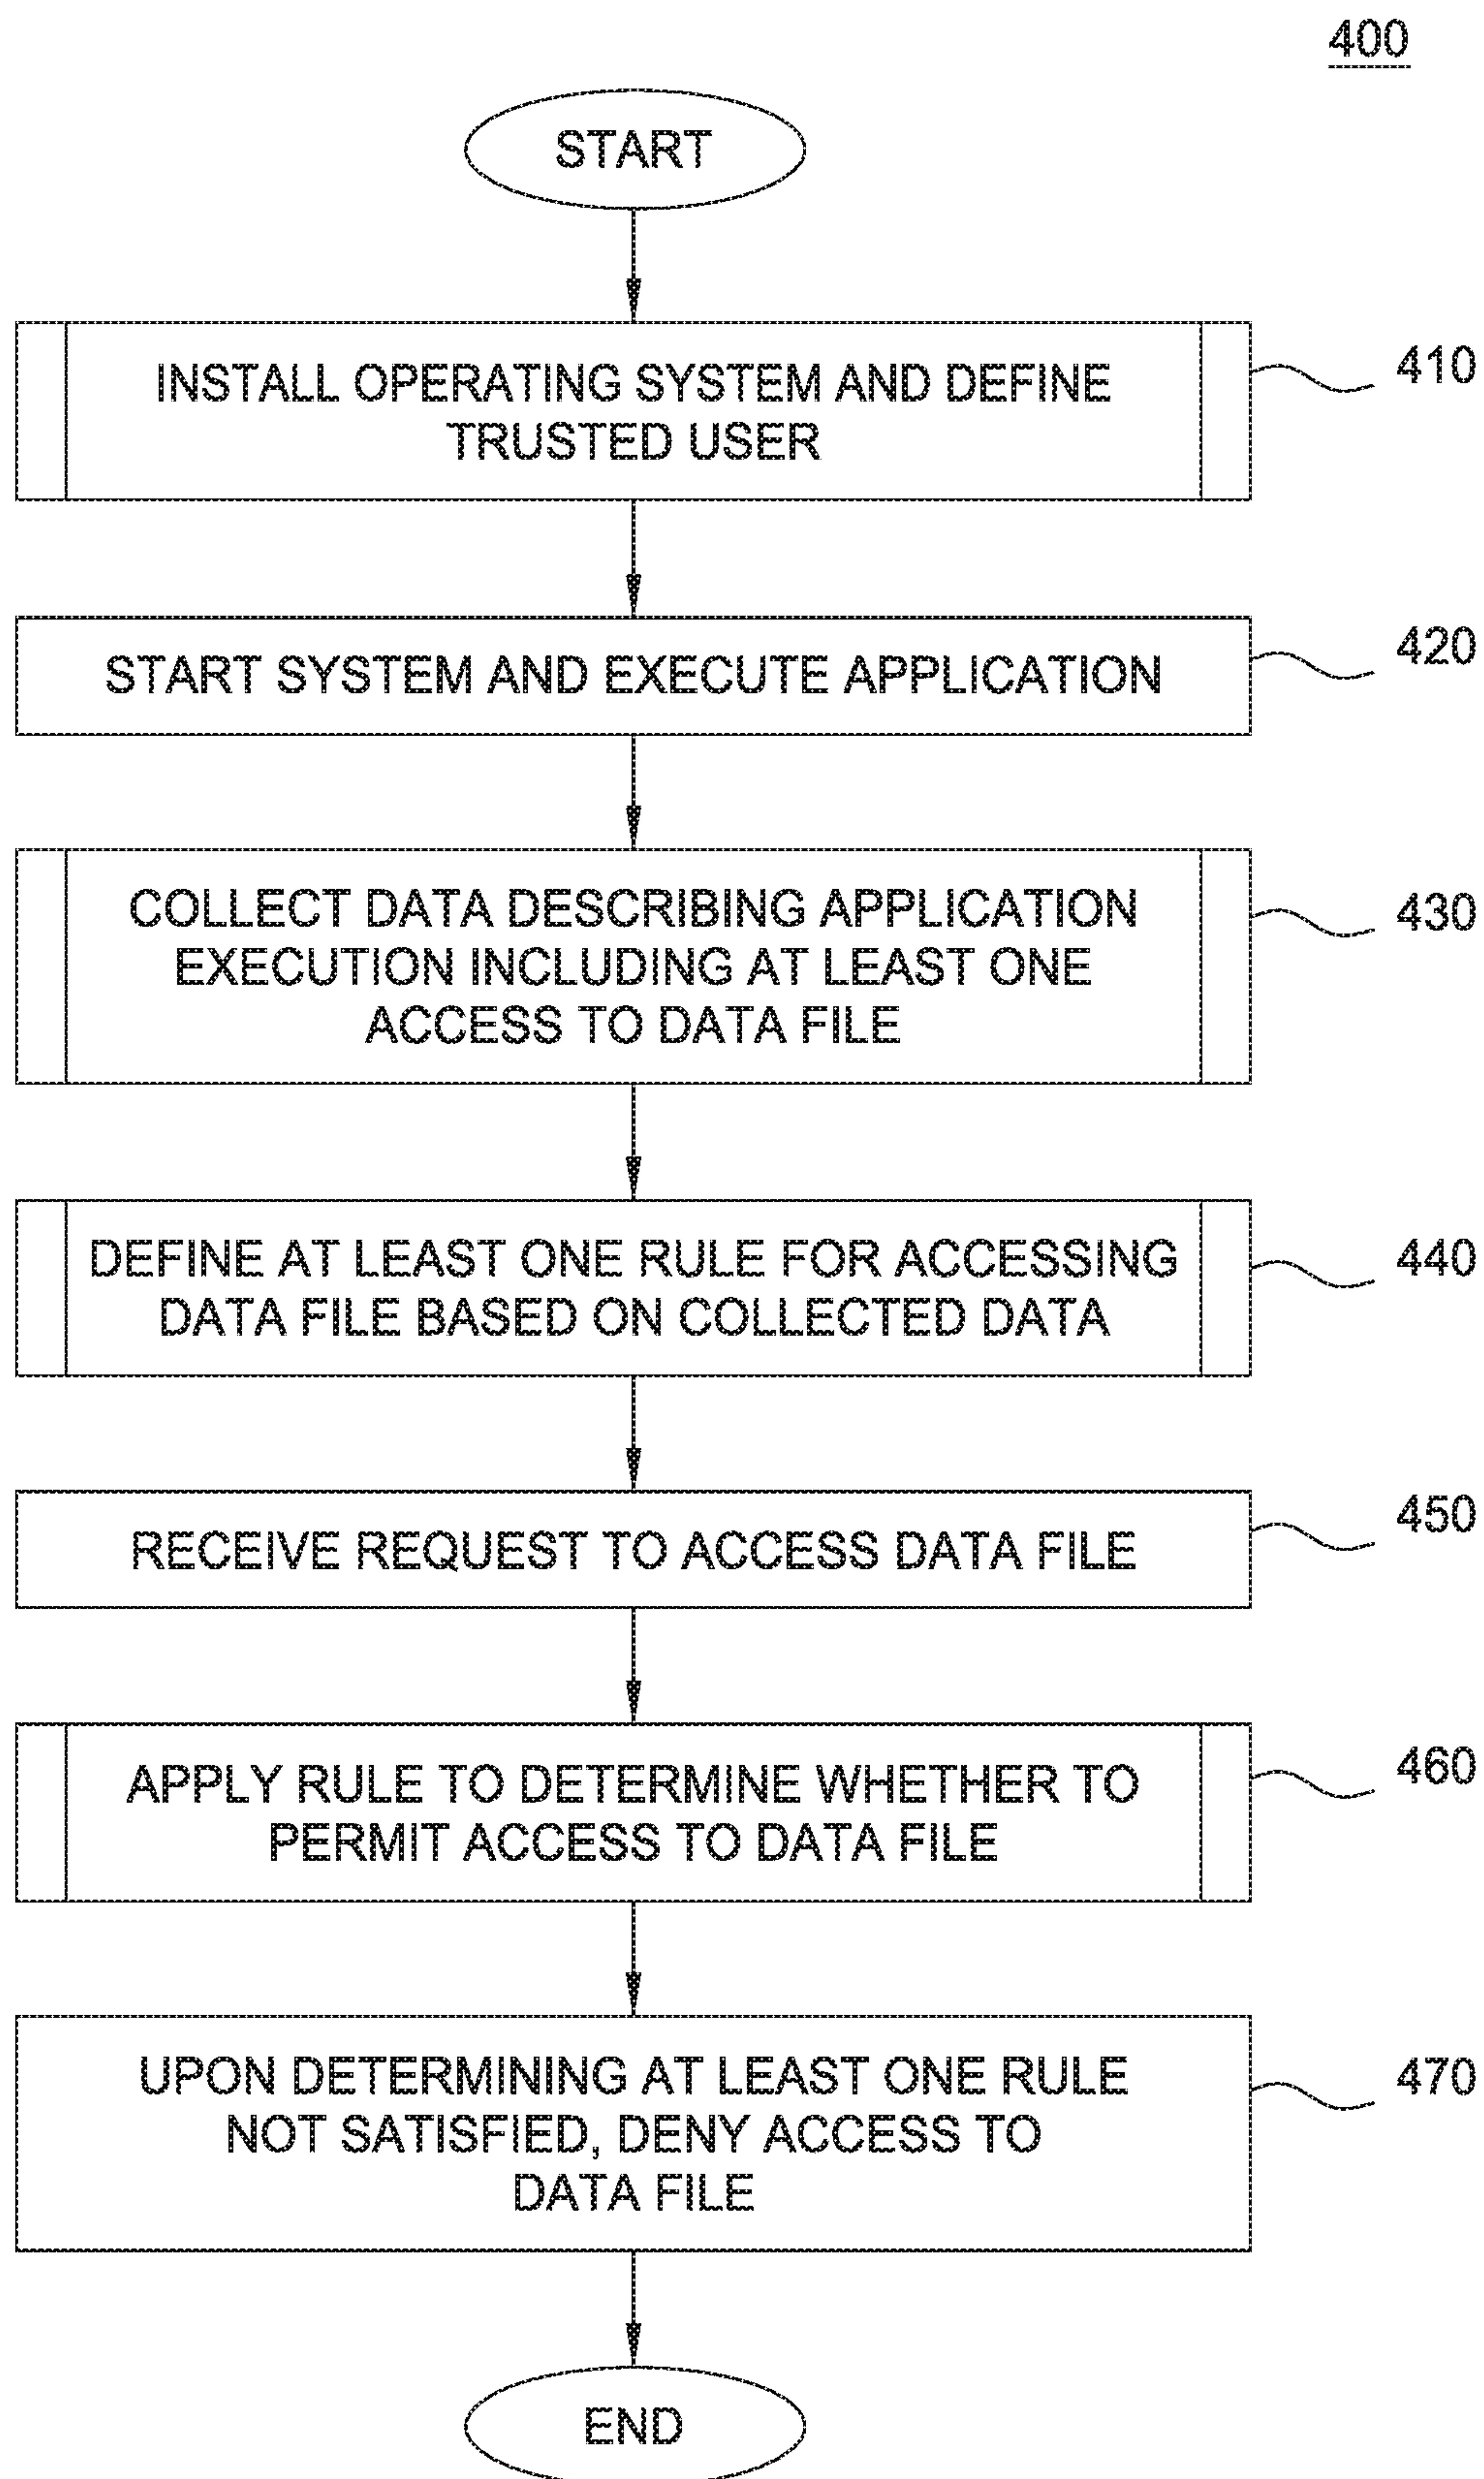 400
START
INSTALL OPERATING SYSTEM AND DEFINE
TRUSTED USER
410
START SYSTEM AND EXECUTE APPLICATION
420
COLLECT DATA DESCRIBING APPLICATION
EXECUTION INCLUDING AT LEAST ONE
ACCESS TO DATA FILE
430
DEFINE AT LEAST ONE RULE FOR ACCESSING
DATA FILE BASED ON COLLECTED DATA
440
RECEIVE REQUEST TO ACCESS DATA FILE
450
APPLY RULE TO DETERMINE WHETHER TO
PERMIT ACCESS TO DATA FILE
460
UPON DETERMINING AT LEAST ONE RULE
NOT SATISFIED, DENY ACCESS TO
DATA FILE
470
END